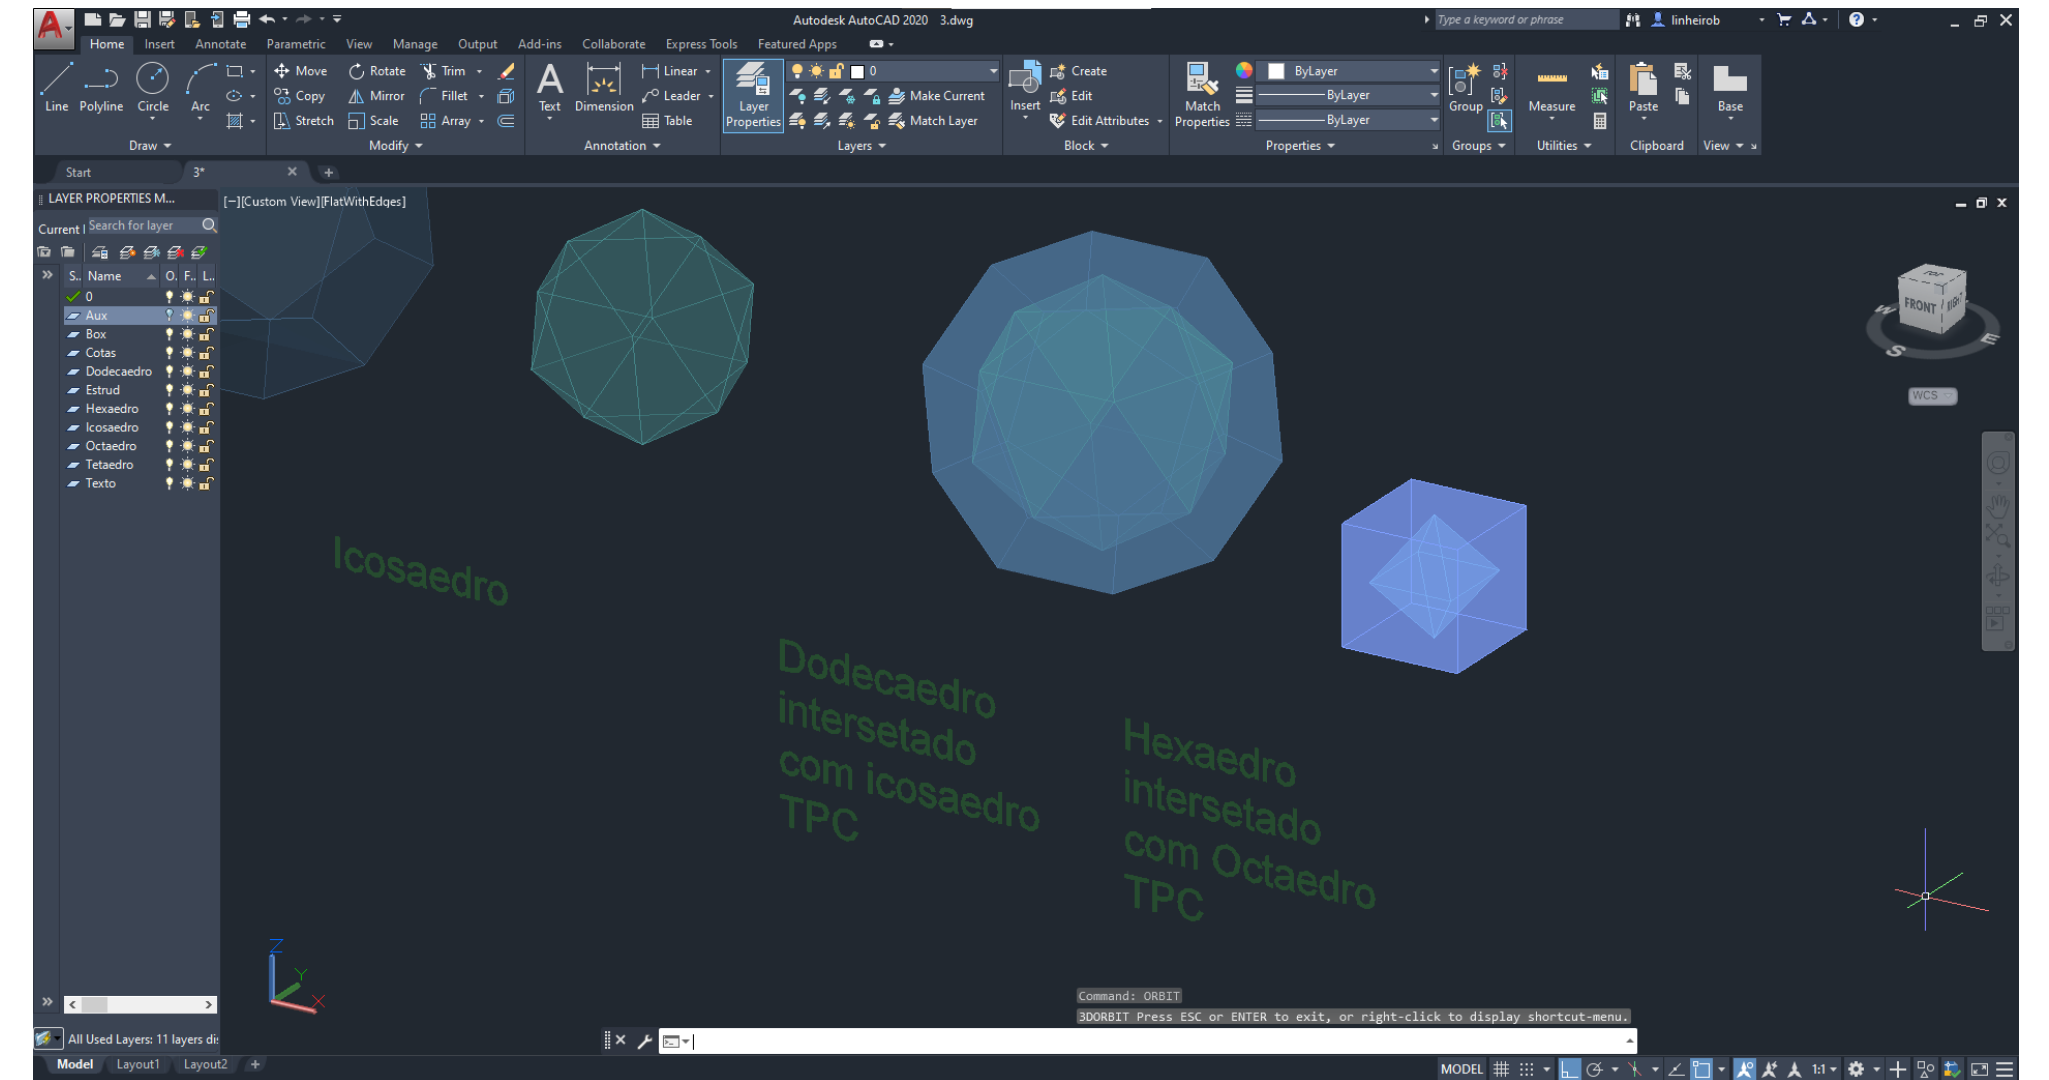 Autodesk AutoCAD 2020 3.dwg
Type a keyword or phrase
linheirob
Home Insert Annotate Parametric View Manage Output Add-ins Collaborate Express Tools Featured Apps
Line Polyline Circle Arc
Move Rotate Trim
Copy Mirror Fillet
Stretch Scale Array
Text Dimension
Linear
Leader
Table
Layer Properties
0
Make Current
Match Layer
Insert
Create
Edit
Edit Attributes
Match Properties
ByLayer
ByLayer
ByLayer
Group
Measure
Paste
Base
Draw Modify Annotation Layers Block Properties Groups Utilities Clipboard View
Start 3*
LAYER PROPERTIES M...
[-][Custom View][FlatWithEdges]
Current l Search for layer
S.. Name O. F.. L..
0
Aux
Box
Cotas
Dodecaedro
Estrud
Hexaedro
Icosaedro
Octaedro
Tetaedro
Texto
TOP
FRONT RIGHT
W S E
WCS
Icosaedro
Dodecaedro
intersetado
com icosaedro
TPC
Hexaedro
intersetado
com Octaedro
TPC
Z
Y
X
Command: ORBIT
3DORBIT Press ESC or ENTER to exit, or right-click to display shortcut-menu.
All Used Layers: 11 layers di
Model Layout1 Layout2
MODEL 1:1